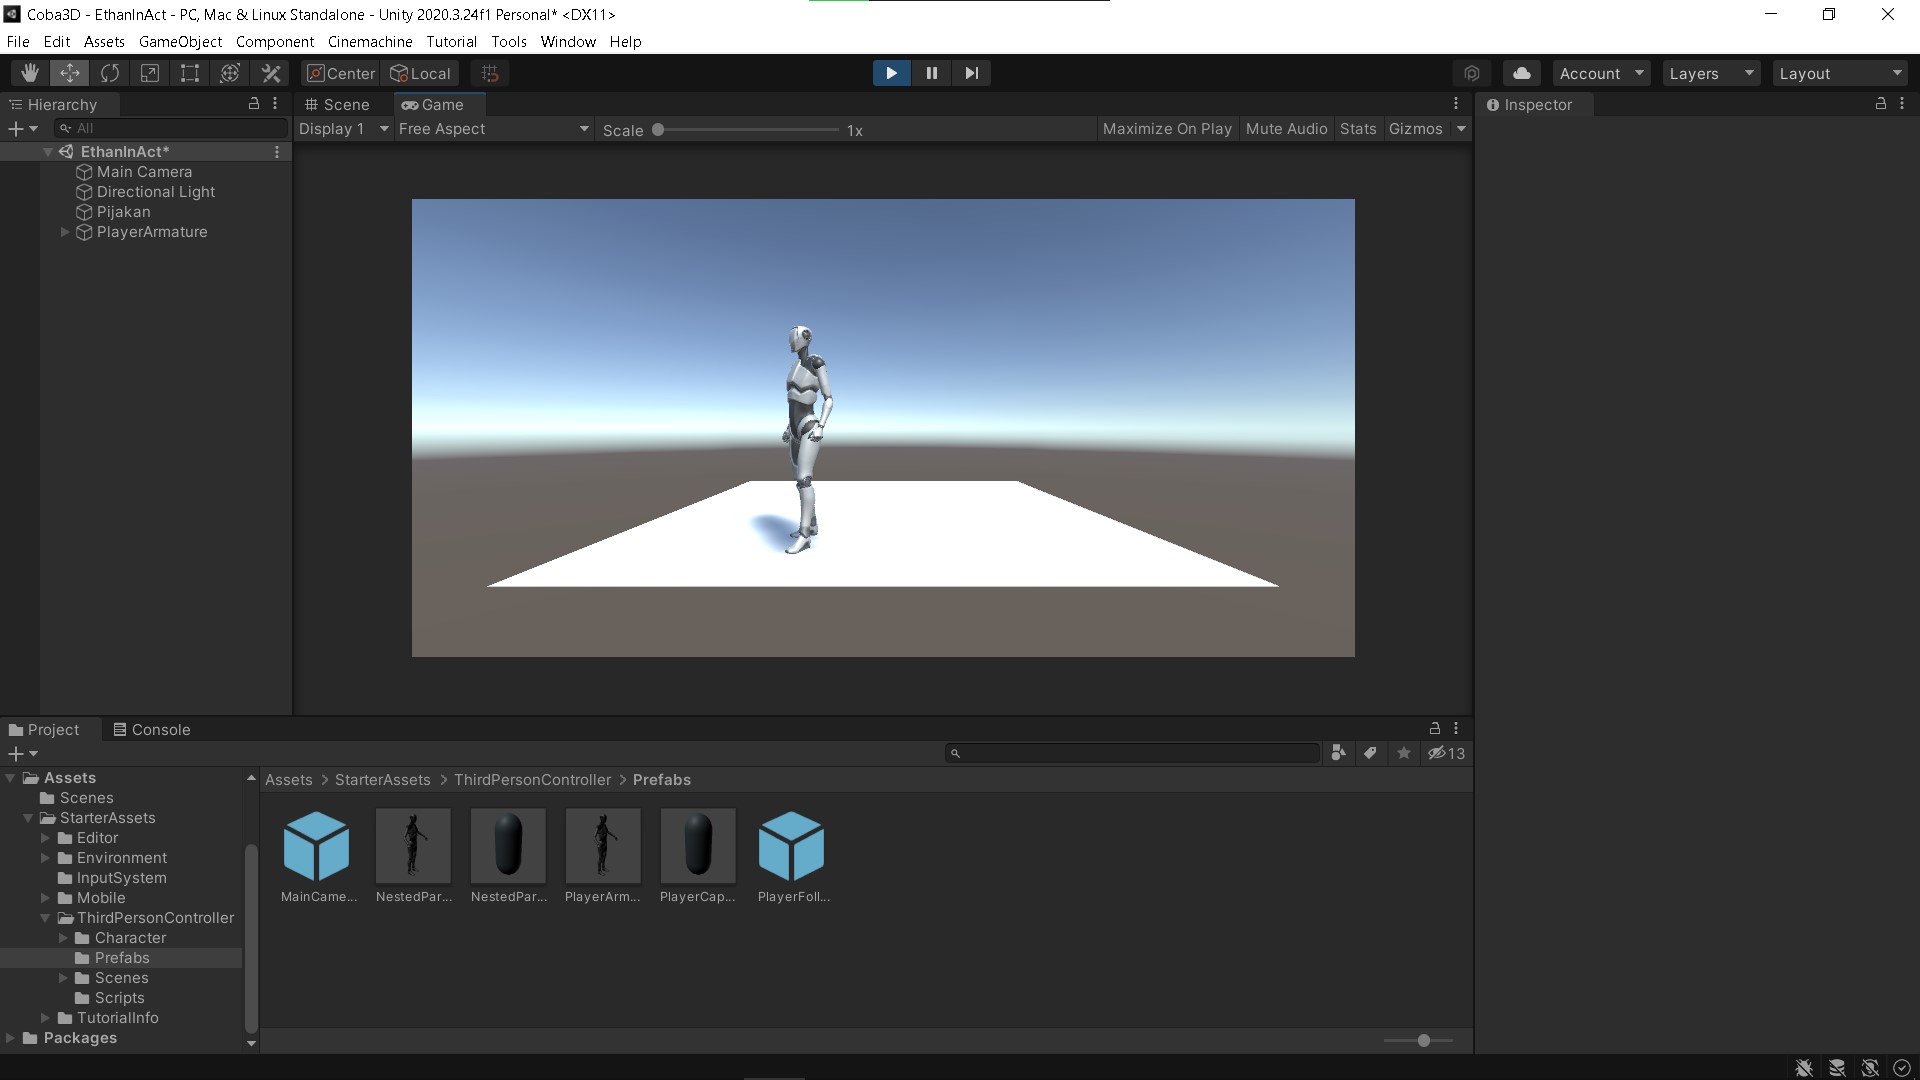 Coba3D - EthanInAct - PC, Mac & Linux Standalone - Unity 2020.3.24f1 Personal* <DX11>
File Edit Assets GameObject Component Cinemachine Tutorial Tools Window Help
Center Local Account Layers Layout
Hierarchy Scene Game Inspector
All Display 1 Free Aspect Scale 1x Maximize On Play Mute Audio Stats Gizmos
EthanInAct*
Main Camera
Directional Light
Pijakan
PlayerArmature
Project Console
13
Assets
Scenes
StarterAssets
Editor
Environment
InputSystem
Mobile
ThirdPersonController
Character
Prefabs
Scenes
Scripts
TutorialInfo
Packages
Assets > StarterAssets > ThirdPersonController > Prefabs
MainCame... NestedPar... NestedPar... PlayerArm... PlayerCap... PlayerFoll...